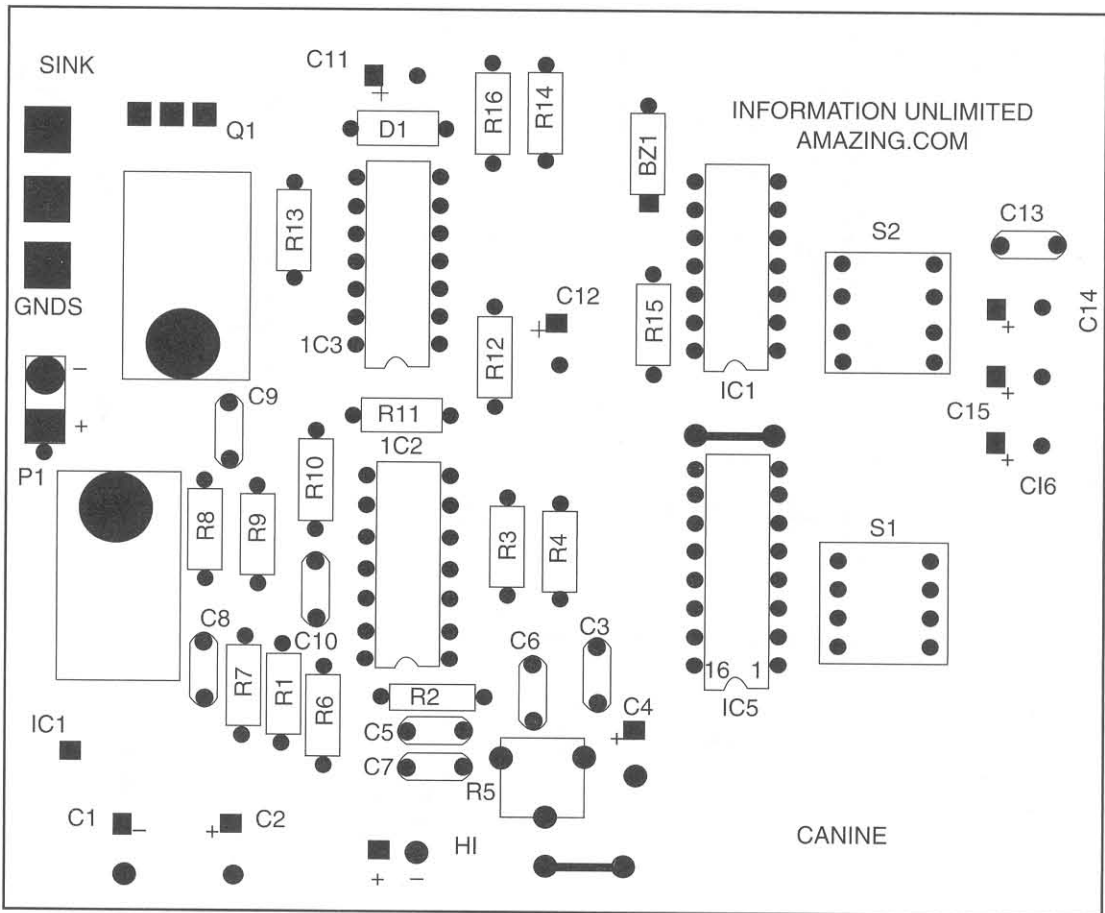 SINK
C11
+
R16
R14
Q1
D1
INFORMATION UNLIMITED
AMAZING.COM
BZ1
R13
C13
S2
GNDS
C12
+
R15
C14
+
1C3
R12
IC1
-
C9
+
C15
+
R11
P1
1C2
R10
+
CI6
R8
R9
R3
R4
S1
C8
C10
C6
C3
R7
R1
R6
16 1
R2
IC5
C4
+
IC1
C5
C7
R5
C1
-
+
C2
HI
+ -
CANINE